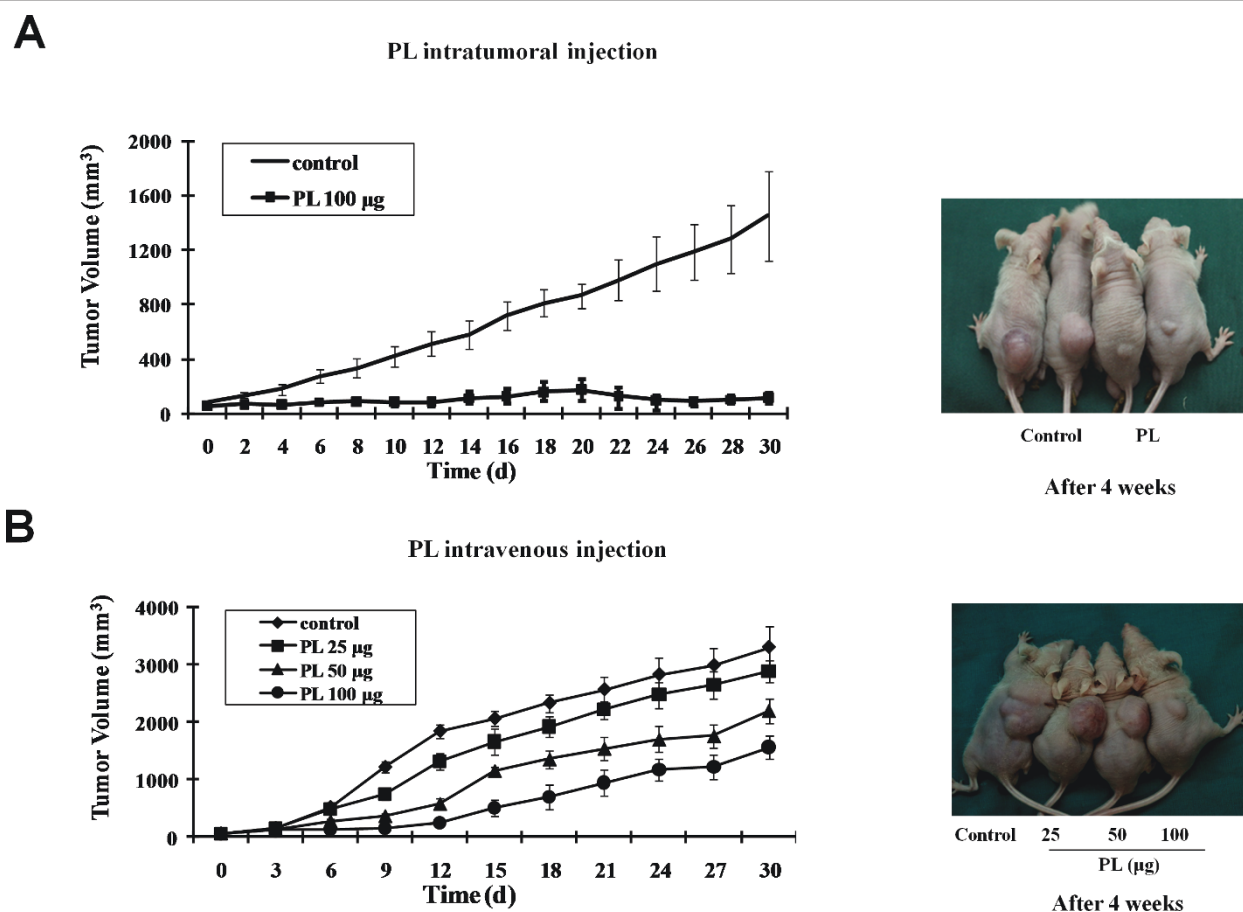 A
PL intratumoral injection
Tumor Volume (mm³)
2000
1600
1200
800
400
0
control
PL 100 µg
0 2 4 6 8 10 12 14 16 18 20 22 24 26 28 30
Time (d)
Control PL
After 4 weeks
B
PL intravenous injection
Tumor Volume (mm³)
4000
3000
2000
1000
0
control
PL 25 µg
PL 50 µg
PL 100 µg
0 3 6 9 12 15 18 21 24 27 30
Time (d)
Control 25 50 100
PL (µg)
After 4 weeks